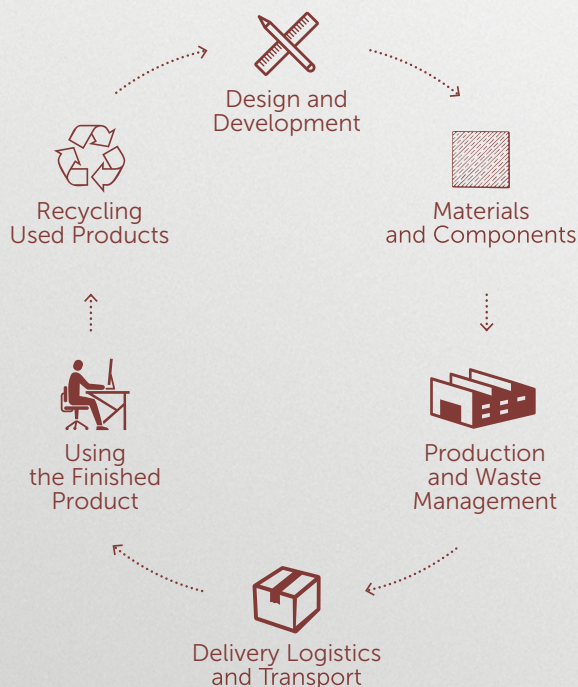 Design and
Development
Materials
and Components
Production
and Waste
Management
Delivery Logistics
and Transport
Using
the Finished
Product
Recycling
Used Products